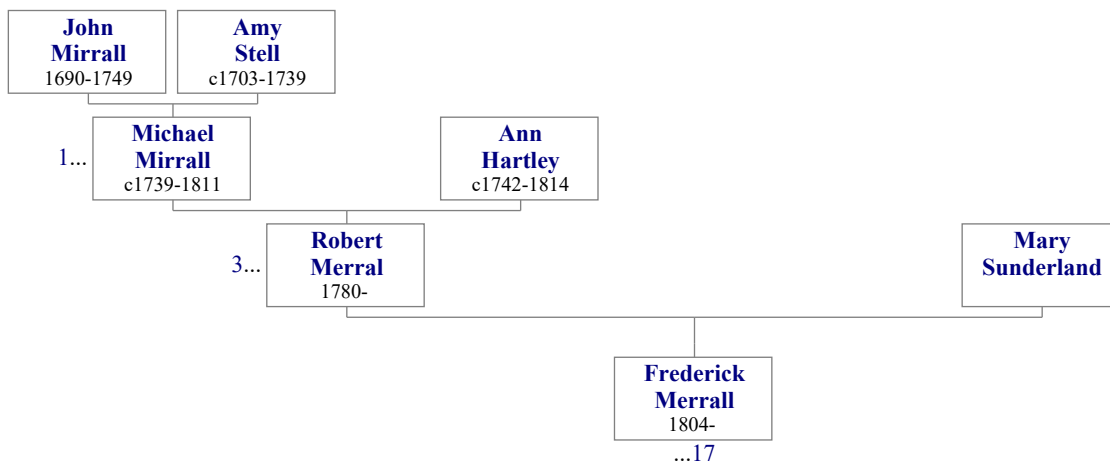 John
Mirrall
1690-1749
Amy
Stell
c1703-1739
1...
Michael
Mirrall
c1739-1811
Ann
Hartley
c1742-1814
3...
Robert
Merral
1780-
Mary
Sunderland
Frederick
Merrall
1804-
...17